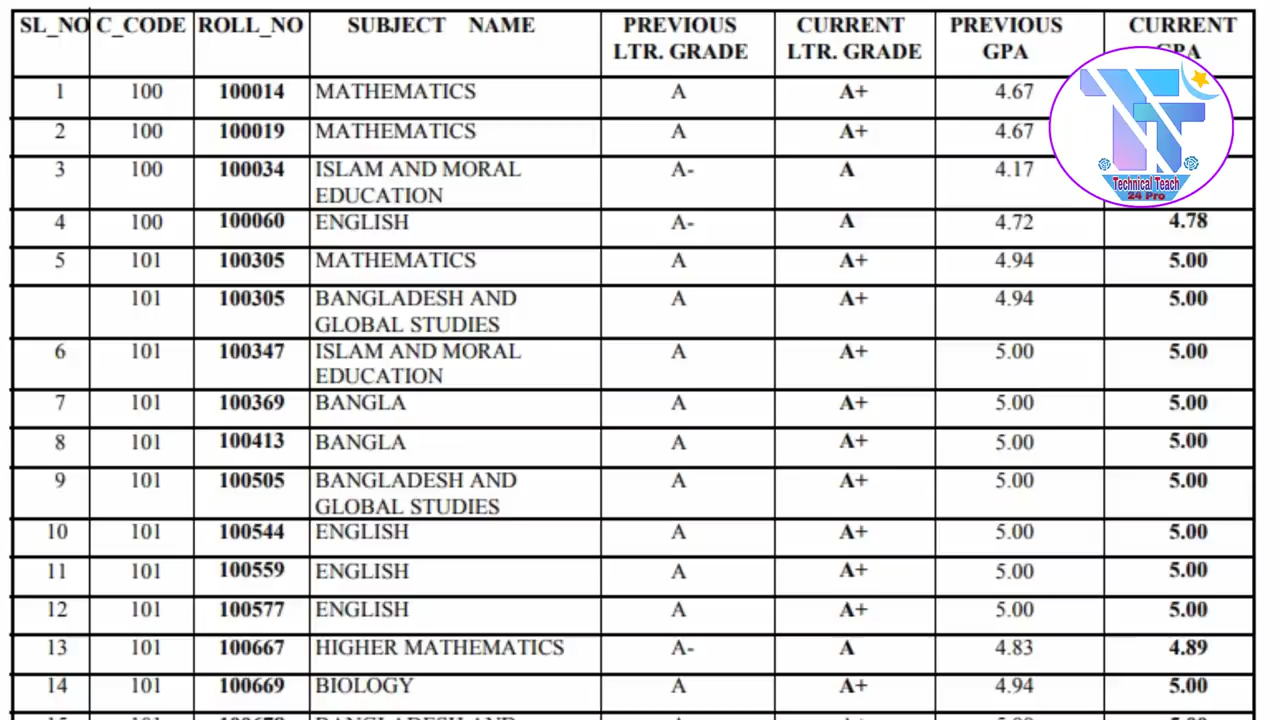 SL_NO C_CODE ROLL_NO SUBJECT NAME PREVIOUS LTR. GRADE CURRENT LTR. GRADE PREVIOUS GPA CURRENT GPA
1 100 100014 MATHEMATICS A A+ 4.67
2 100 100019 MATHEMATICS A A+ 4.67
3 100 100034 ISLAM AND MORAL EDUCATION A- A 4.17
Technical Teach
24 Pro
4 100 100060 ENGLISH A- A 4.72 4.78
5 101 100305 MATHEMATICS A A+ 4.94 5.00
101 100305 BANGLADESH AND GLOBAL STUDIES A A+ 4.94 5.00
6 101 100347 ISLAM AND MORAL EDUCATION A A+ 5.00 5.00
7 101 100369 BANGLA A A+ 5.00 5.00
8 101 100413 BANGLA A A+ 5.00 5.00
9 101 100505 BANGLADESH AND GLOBAL STUDIES A A+ 5.00 5.00
10 101 100544 ENGLISH A A+ 5.00 5.00
11 101 100559 ENGLISH A A+ 5.00 5.00
12 101 100577 ENGLISH A A+ 5.00 5.00
13 101 100667 HIGHER MATHEMATICS A- A 4.83 4.89
14 101 100669 BIOLOGY A A+ 4.94 5.00